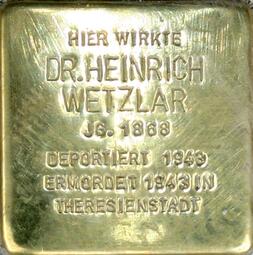 HIER WIRKTE
DR. HEINRICH
WETZLAR
JG. 1868
DEPORTIERT 1943
ERMORDET 1943 IN
THERESIENSTADT